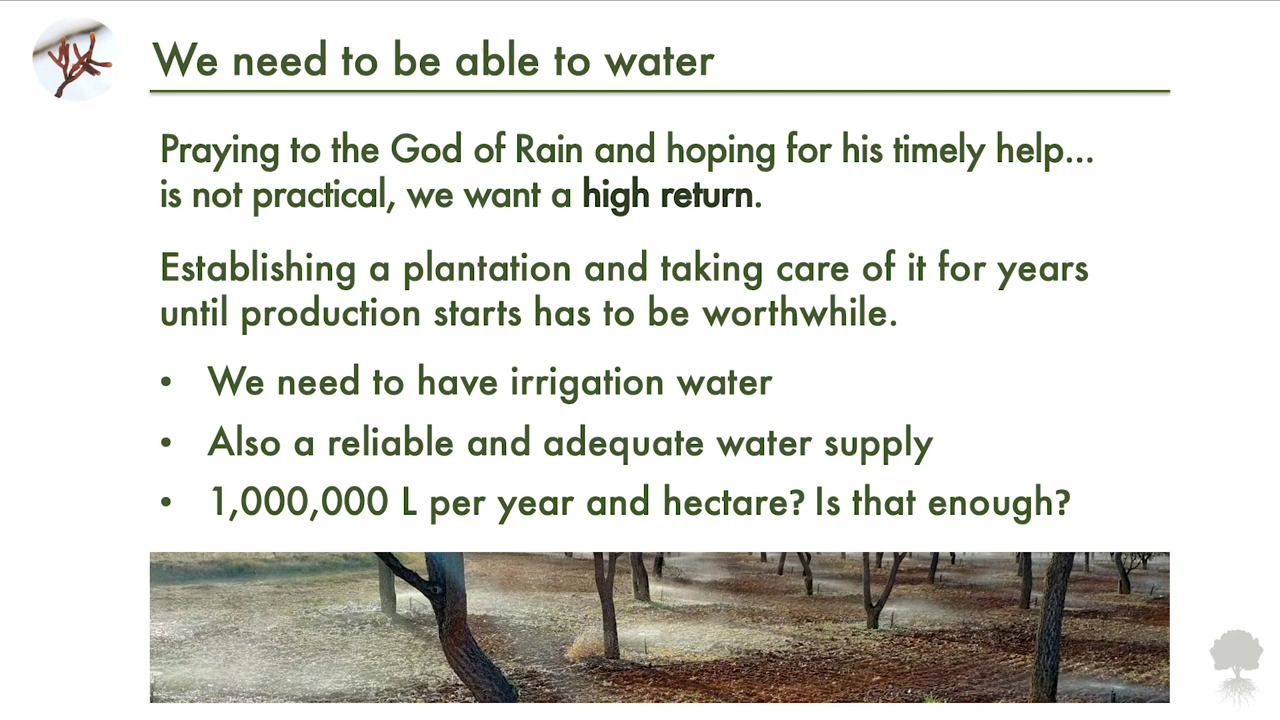 We need to be able to water
Praying to the God of Rain and hoping for his timely help...
is not practical, we want a high return.
Establishing a plantation and taking care of it for years
until production starts has to be worthwhile.
• We need to have irrigation water
• Also a reliable and adequate water supply
• 1,000,000 L per year and hectare? Is that enough?